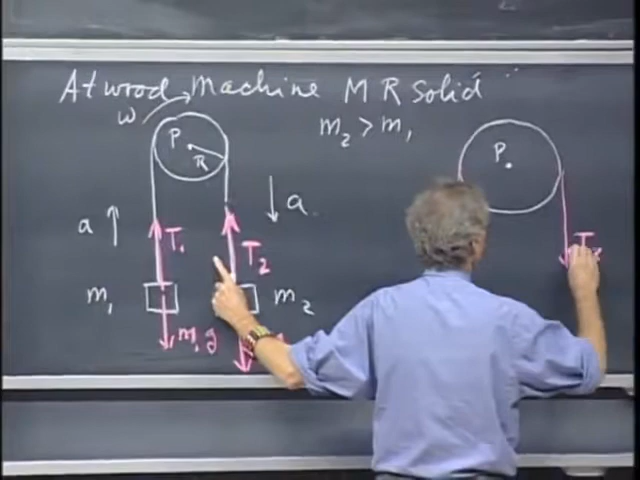 Atwood Machine M R Solid
ω
m₂ > m₁
P
R
P
a
a
T₁
T₂
m₁
m₂
m₁g